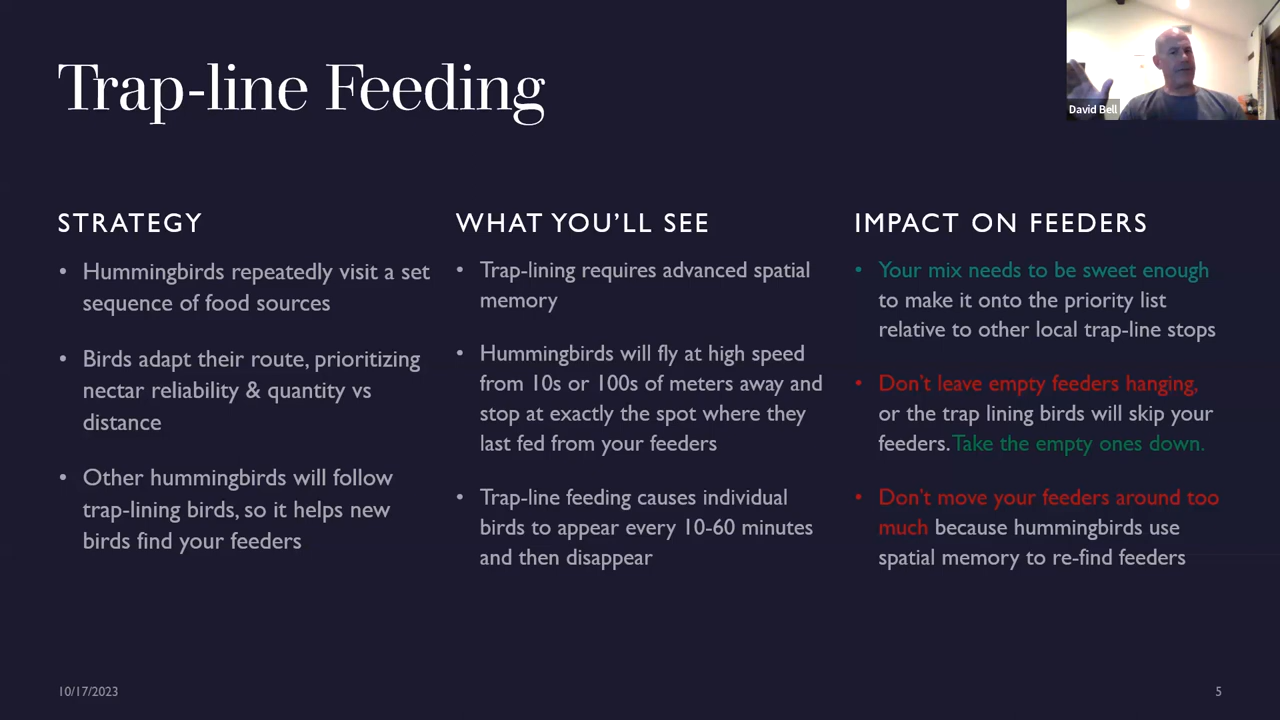 Trap-line Feeding
David Bell
STRATEGY
• Hummingbirds repeatedly visit a set
sequence of food sources
• Birds adapt their route, prioritizing
nectar reliability & quantity vs
distance
• Other hummingbirds will follow
trap-lining birds, so it helps new
birds find your feeders
WHAT YOU’LL SEE
• Trap-lining requires advanced spatial
memory
• Hummingbirds will fly at high speed
from 10s or 100s of meters away and
stop at exactly the spot where they
last fed from your feeders
• Trap-line feeding causes individual
birds to appear every 10-60 minutes
and then disappear
IMPACT ON FEEDERS
• Your mix needs to be sweet enough
to make it onto the priority list
relative to other local trap-line stops
• Don’t leave empty feeders hanging,
or the trap lining birds will skip your
feeders. Take the empty ones down.
• Don’t move your feeders around too
much because hummingbirds use
spatial memory to re-find feeders
10/17/2023
5